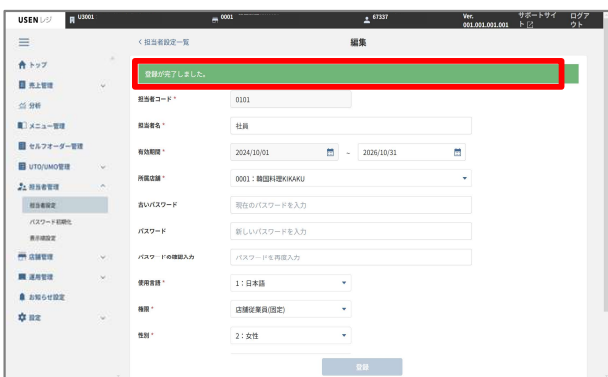 USEN レジ
U3001
0001
67337
Ver.
001.001.001.001
サポートサイ
ト
ログア
ウト
トップ
売上管理
分析
メニュー管理
セルフオーダー管理
UTO/UMO管理
担当者管理
担当者設定
パスワード初期化
表示順設定
店舗管理
運用管理
お知らせ設定
設定
< 担当者設定一覧
編集
登録が完了しました。
担当者コード *
0101
担当者名 *
社員
有効期間 *
2024/10/01 ~ 2026/10/31
所属店舗 *
0001:韓国料理KIKAKU
古いパスワード
現在のパスワードを入力
パスワード
新しいパスワードを入力
パスワードの確認入力
パスワードを再度入力
使用言語 *
1:日本語
権限 *
店舗従業員(固定)
性別 *
2:女性
登録